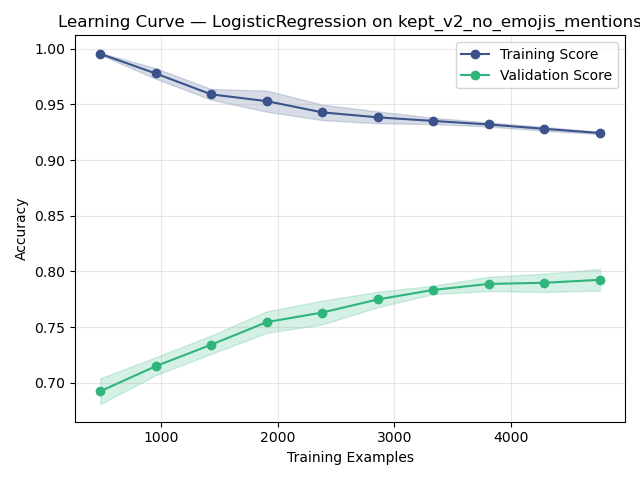 Learning Curve — LogisticRegression on kept_v2_no_emojis_mentions
1.00
0.95
0.90
0.85
0.80
0.75
0.70
Accuracy
Training Score
Validation Score
1000 2000 3000 4000
Training Examples